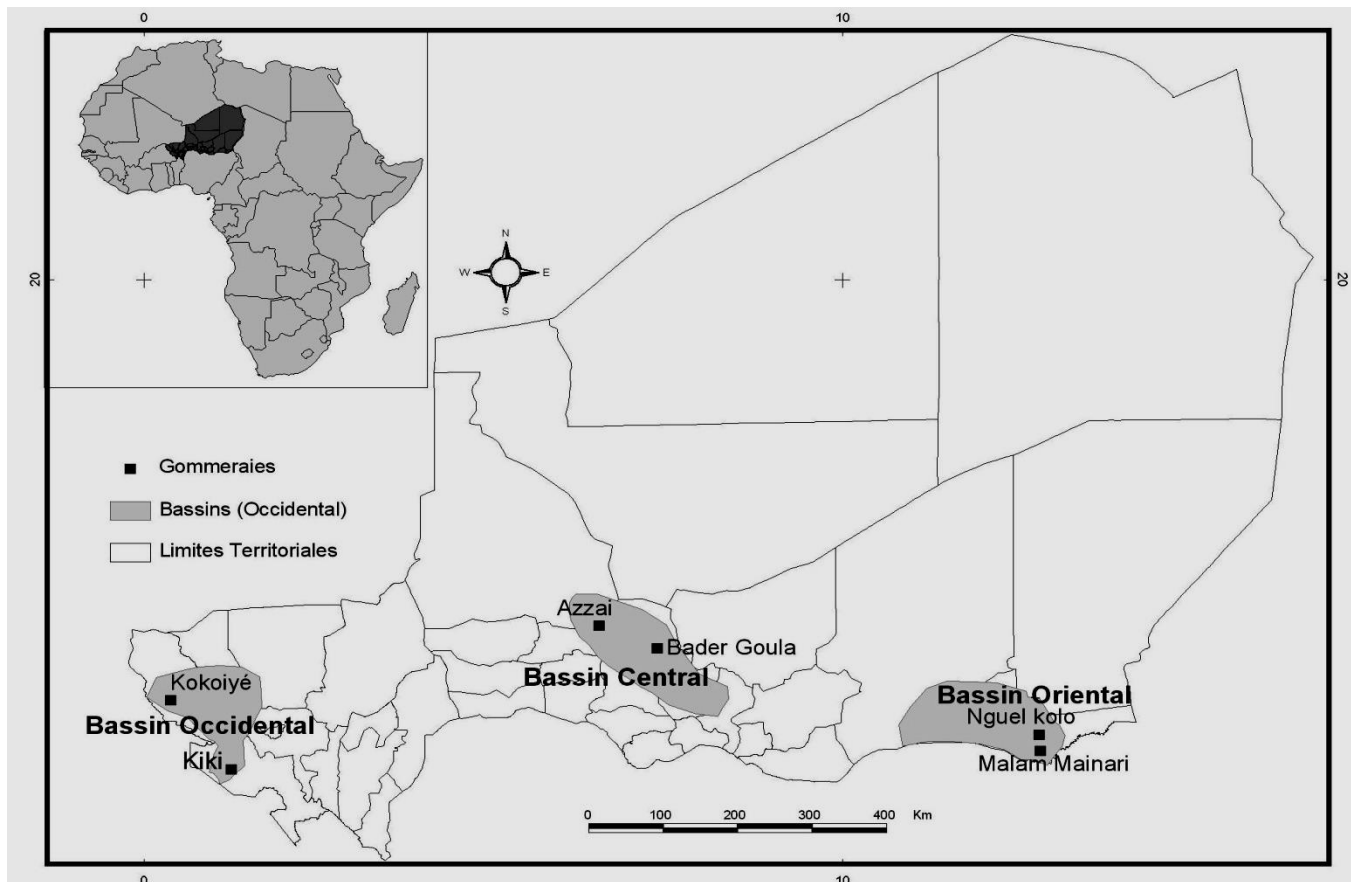 0 10
N
W E
S
20 20
Gommeraies
Bassins (Occidental)
Limites Territoriales
Azzai
Bader Goula
Bassin Central
Kokoiyé
Bassin Occidental
Kiki
Bassin Oriental
Nguel kolo
Malam Mainari
0 100 200 300 400 Km
0 10